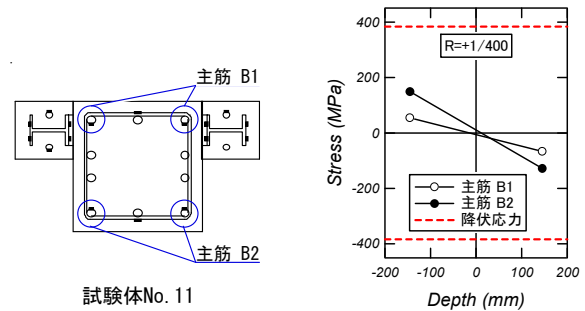 主筋 B1
主筋 B2
試験体No.11
Stress (MPa)
400
200
0
-200
-400
R=+1/400
主筋 B1
主筋 B2
降伏応力
-200 -100 0 100 200
Depth (mm)